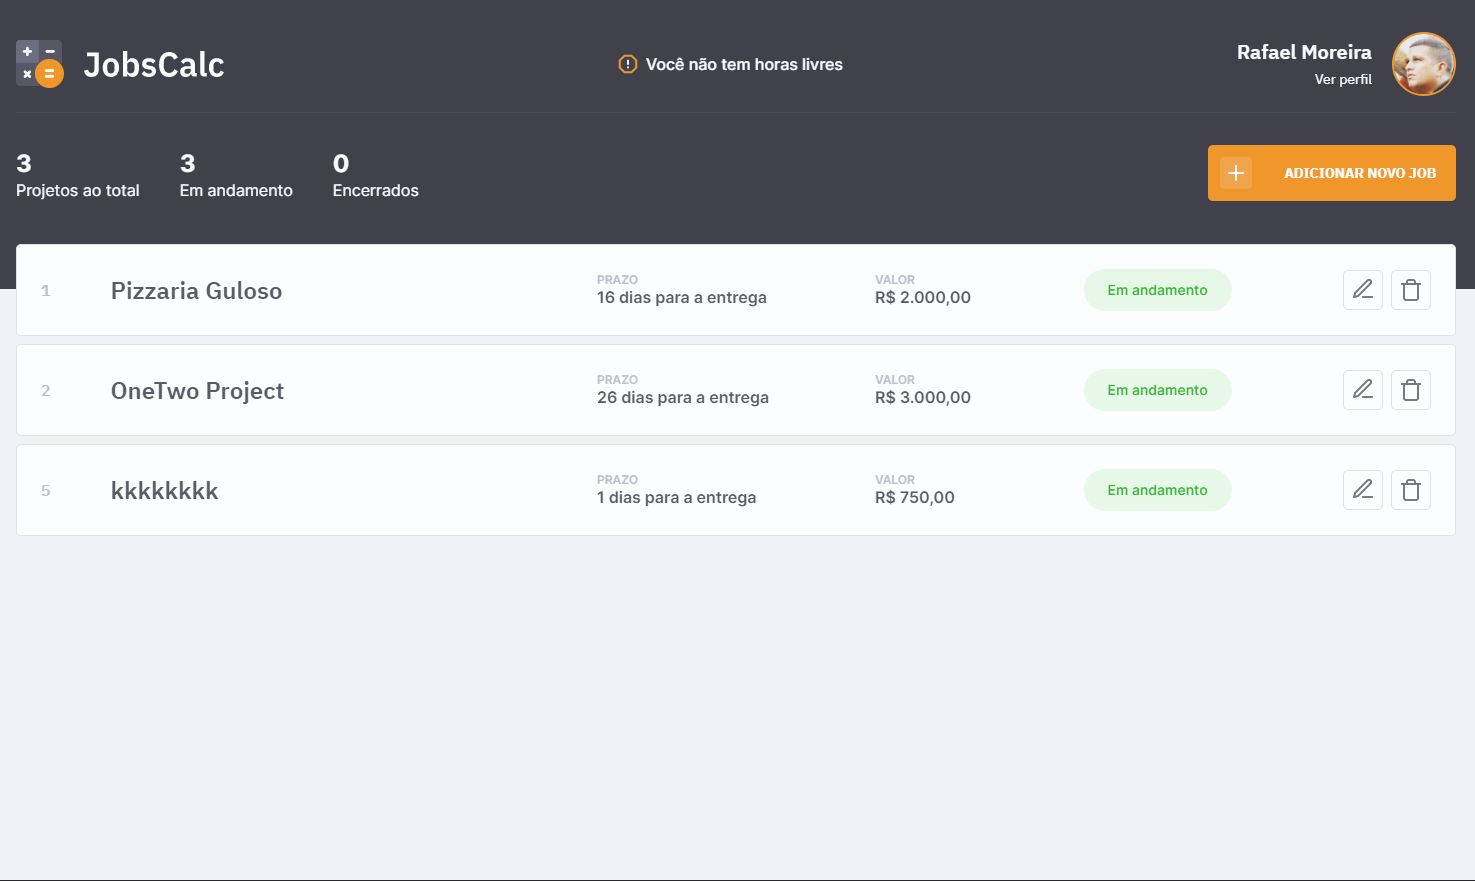 JobsCalc
Você não tem horas livres
Rafael Moreira
Ver perfil
3
Projetos ao total
3
Em andamento
0
Encerrados
ADICIONAR NOVO JOB
1
Pizzaria Guloso
PRAZO
16 dias para a entrega
VALOR
R$ 2.000,00
Em andamento
2
OneTwo Project
PRAZO
26 dias para a entrega
VALOR
R$ 3.000,00
Em andamento
5
kkkkkkkk
PRAZO
1 dias para a entrega
VALOR
R$ 750,00
Em andamento